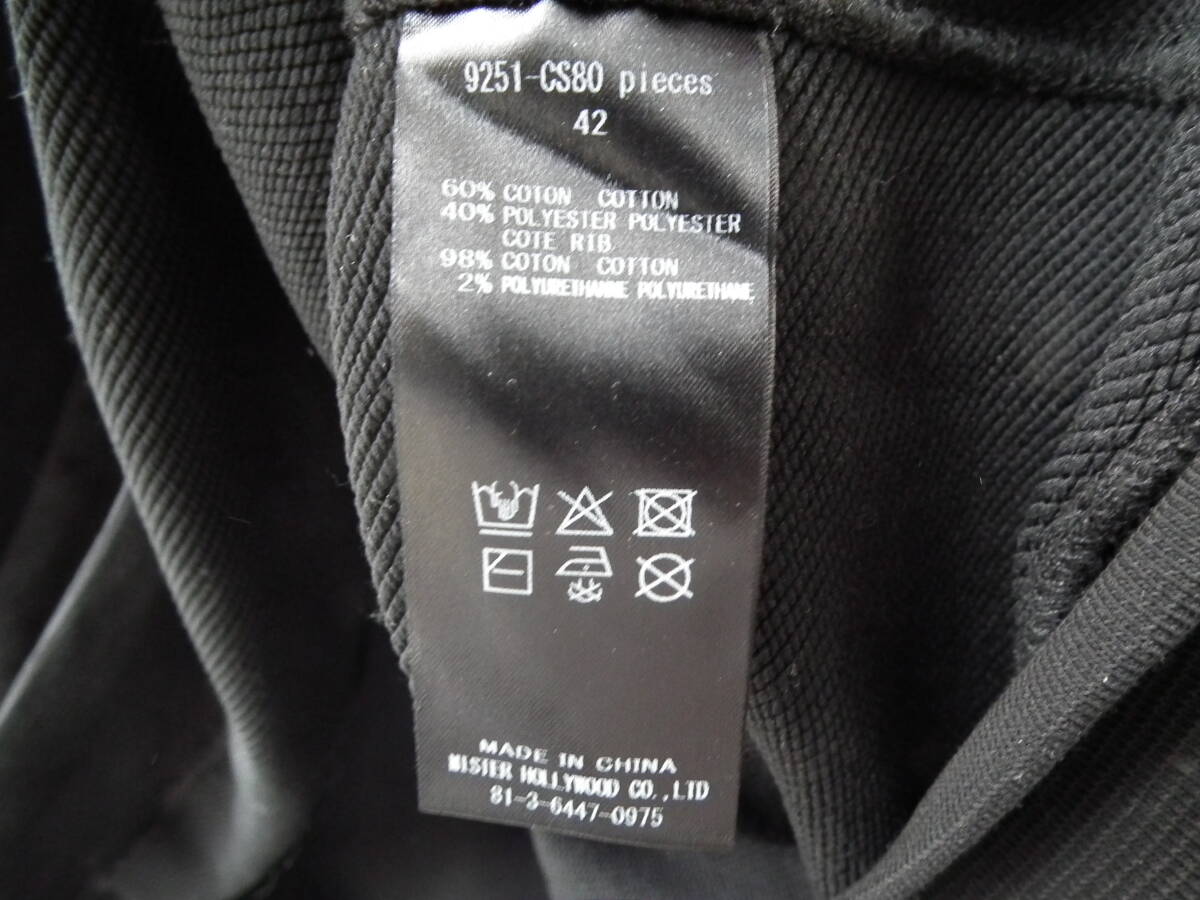 9251-CS80 pieces
42
60% COTON COTTON
40% POLYESTER POLYESTER
COTE RIB
98% COTON COTTON
2% POLYURETHANNE POLYURETHANE
MADE IN CHINA
MISTER HOLLYWOOD CO.,LTD
81-3-6447-0975